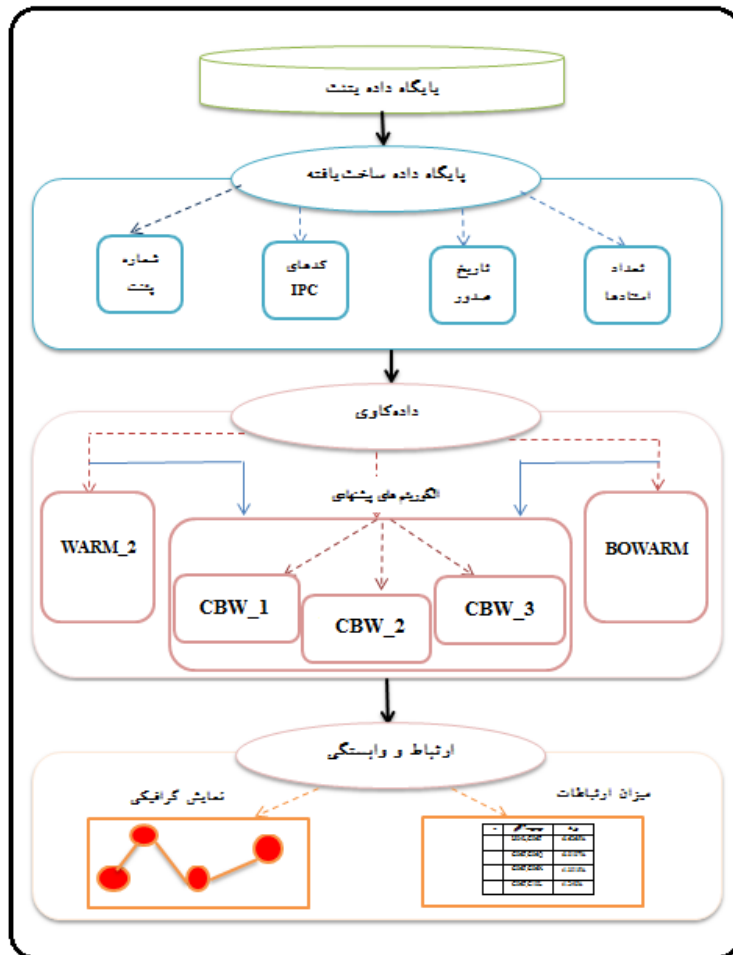 پایگاه داده پتنت
پایگاه داده ساخت‌یافته
شماره
پتنت
کدهای
IPC
تاریخ
صدور
تعداد
استنادها
داده‌کاوی
الگوریتم های پیشنهادی
WARM_2
BOWARM
CBW_1
CBW_2
CBW_3
ارتباط و وابستگی
نمایش گرافیکی
میزان ارتباطات